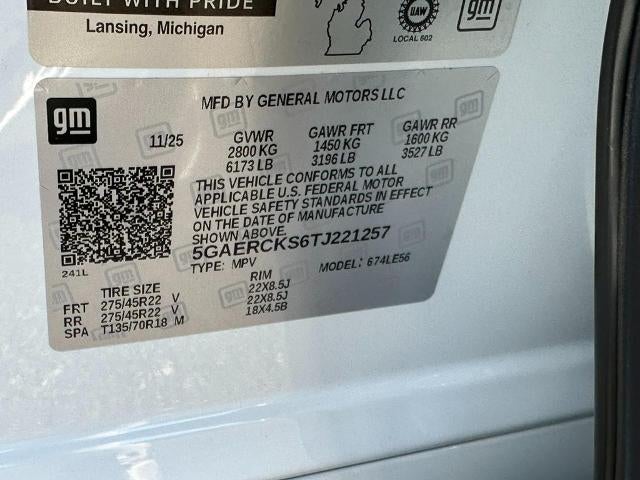 BUILT WITH PRIDE
Lansing, Michigan
UAW
LOCAL 602
gm
gm
MFD BY GENERAL MOTORS LLC
11/25 GVWR GAWR FRT GAWR RR
2800 KG 1450 KG 1600 KG
6173 LB 3196 LB 3527 LB
THIS VEHICLE CONFORMS TO ALL
APPLICABLE U.S. FEDERAL MOTOR
VEHICLE SAFETY STANDARDS IN EFFECT
ON THE DATE OF MANUFACTURE
SHOWN ABOVE.
5GAERCKS6TJ221257
TYPE: MPV MODEL: 674LE56
241L
TIRE SIZE RIM
FRT 275/45R22 V 22X8.5J
RR 275/45R22 V 22X8.5J
SPA T135/70R18 M 18X4.5B